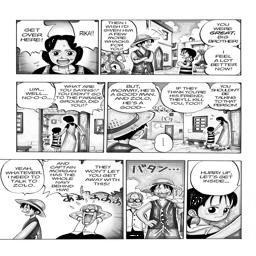 GET
OVER
HERE!
RIKA!!
THEN I
WISH I'D
GIVEN HIM
A FEW
MORE
WHACKS
FOR
YOU WERE
GREAT,
BIG
BROTHER!
I FEEL
A LOT
BETTER
NOW!
UM...
WELL...
NO-O-O...
WHAT ARE
YOU SAYING!?
YOU DIDN'T GO
TO THE PARADE
GROUND, DID
YOU?
BUT,
MOMMY, HE'S
A GOOD MAN!
AND ZOLO,
HE'S A
GOOD-
IF THEY
THINK YOU'RE
HIS FRIEND,
THEY'LL KILL
YOU, TOO!!
YOU
SHOULDN'T
BE
TALKING
TO THAT
PERSON!
YEAH,
WHATEVER.
I NEED TO
TALK TO
ZOLO.
AND
CAPTAIN
MORGAN
HAS THE
WHOLE
NAVY
BEHIND
HIM!
THEY
WON'T LET
YOU GET
AWAY WITH
THIS!
バタン…
HURRY UP,
LET'S GET
INSIDE...